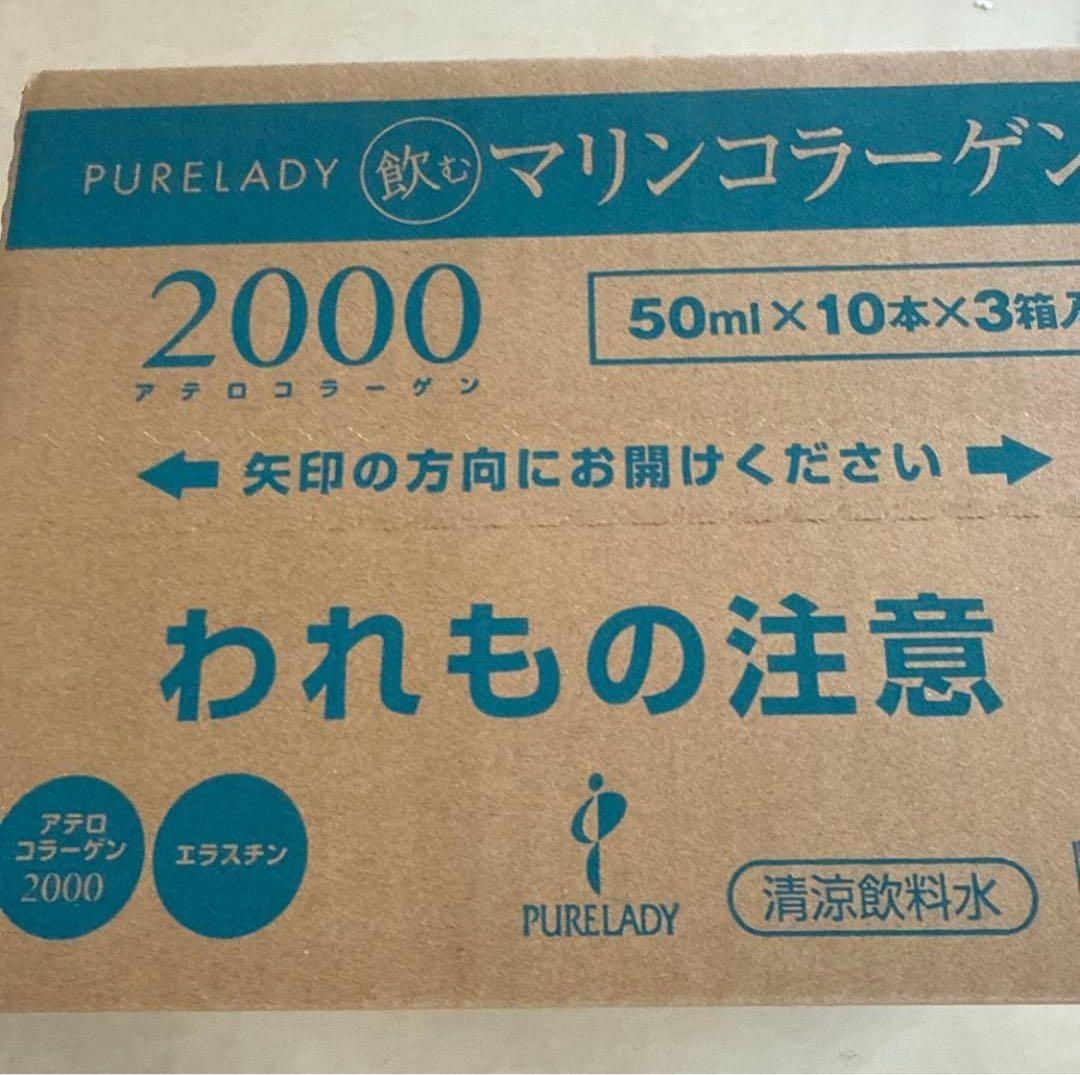 PURELADY 飲む マリンコラーゲン
2000
アテロコラーゲン
50ml×10本×3箱入
矢印の方向にお開けください
われもの注意
アテロ
コラーゲン
2000
エラスチン
PURELADY
清涼飲料水